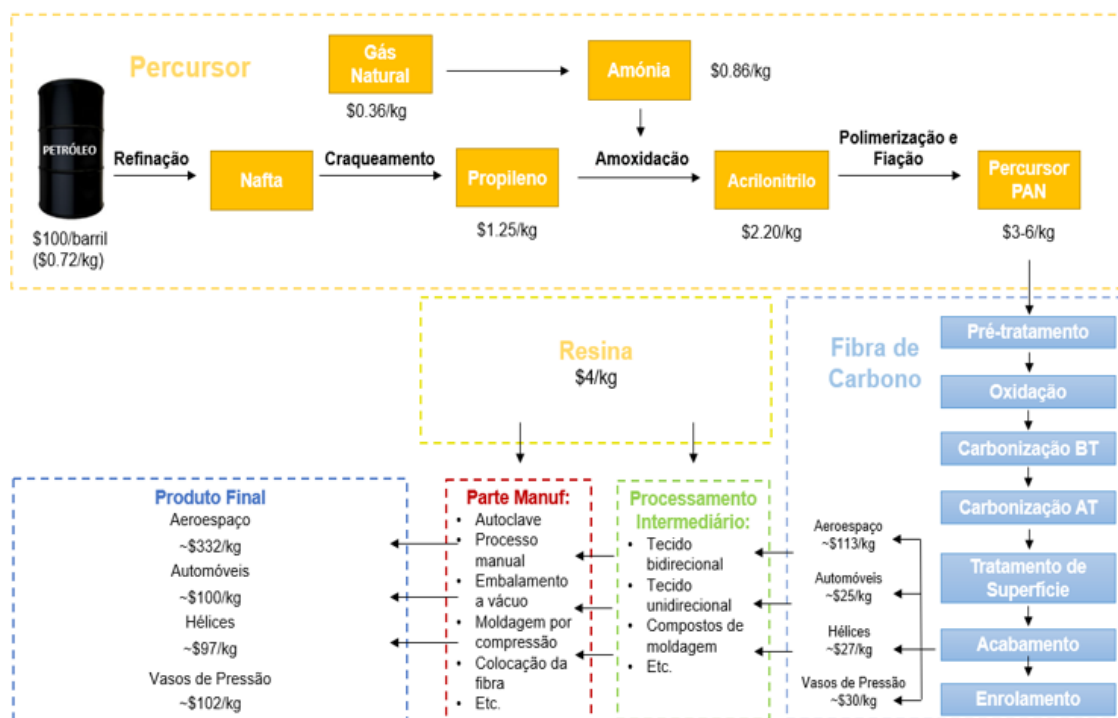 Percursor
Gás
Natural
$0.36/kg
Amónia
$0.86/kg
PETRÓLEO
$100/barril
($0.72/kg)
Refinação
Nafta
Craqueamento
Propileno
$1.25/kg
Amoxidação
Acrilonitrilo
$2.20/kg
Polimerização e
Fiação
Percursor
PAN
$3-6/kg
Resina
$4/kg
Fibra de
Carbono
Pré-tratamento
Oxidação
Carbonização BT
Carbonização AT
Tratamento de
Superfície
Acabamento
Enrolamento
Aeroespaço
~$113/kg
Automóveis
~$25/kg
Hélices
~$27/kg
Vasos de Pressão
~$30/kg
Processamento
Intermediário:
• Tecido
bidirecional
• Tecido
unidirecional
• Compostos de
moldagem
• Etc.
Parte Manuf:
• Autoclave
• Processo
manual
• Embalamento
a vácuo
• Moldagem por
compressão
• Colocação da
fibra
• Etc.
Produto Final
Aeroespaço
~$332/kg
Automóveis
~$100/kg
Hélices
~$97/kg
Vasos de Pressão
~$102/kg